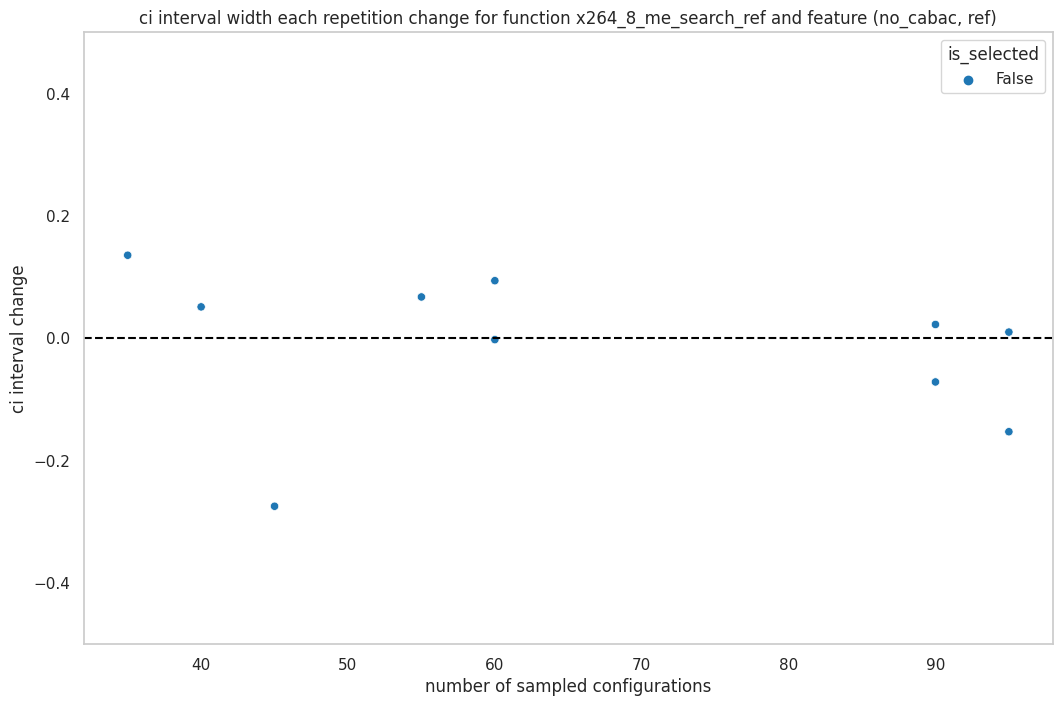 ci interval width each repetition change for function x264_8_me_search_ref and feature (no_cabac, ref)
is_selected
False
0.4
0.2
0.0
−0.2
−0.4
ci interval change
40 50 60 70 80 90
number of sampled configurations